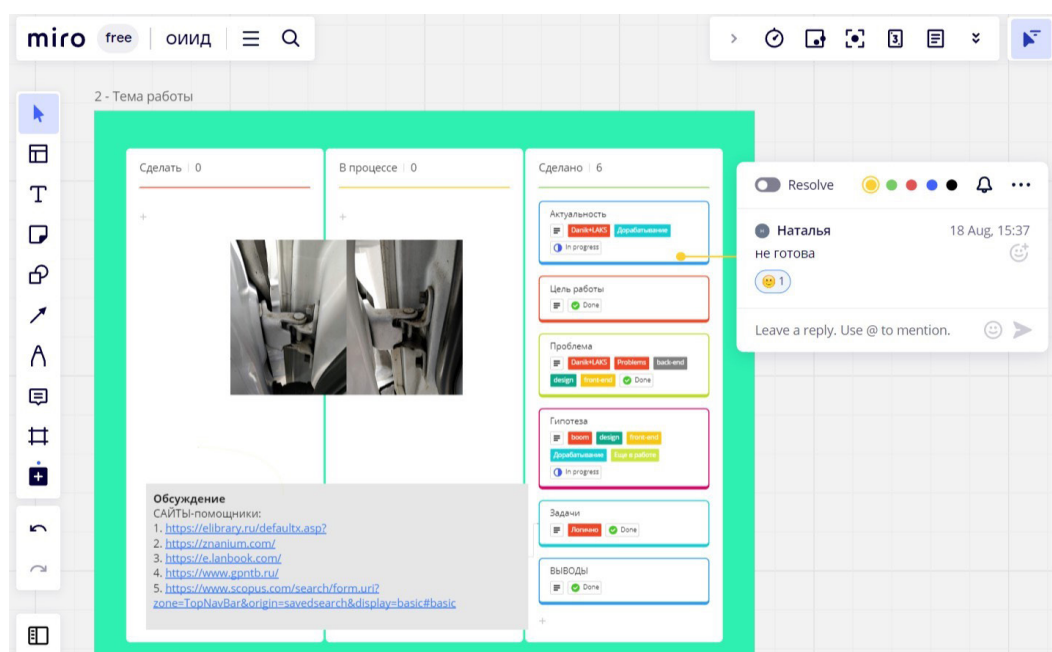 miro free ОИИД
3
2 - Тема работы
Сделать 0
В процессе 0
Сделано 6
Актуальность
Danik+LAKS Дорабатывание
In progress
Цель работы
Done
Проблема
Danik+LAKS Problems back-end
design front-end Done
Гипотеза
boom design front-end
Дорабатывание Еще в работе
In progress
Задачи
Логично Done
ВЫВОДЫ
Done
Обсуждение
САЙТЫ-помощники:
1. https://elibrary.ru/defaultx.asp?
2. https://znanium.com/
3. https://e.lanbook.com/
4. https://www.gpntb.ru/
5. https://www.scopus.com/search/form.uri?
zone=TopNavBar&origin=savedsearch&display=basic#basic
Resolve
Наталья 18 Aug, 15:37
не готова
1
Leave a reply. Use @ to mention.